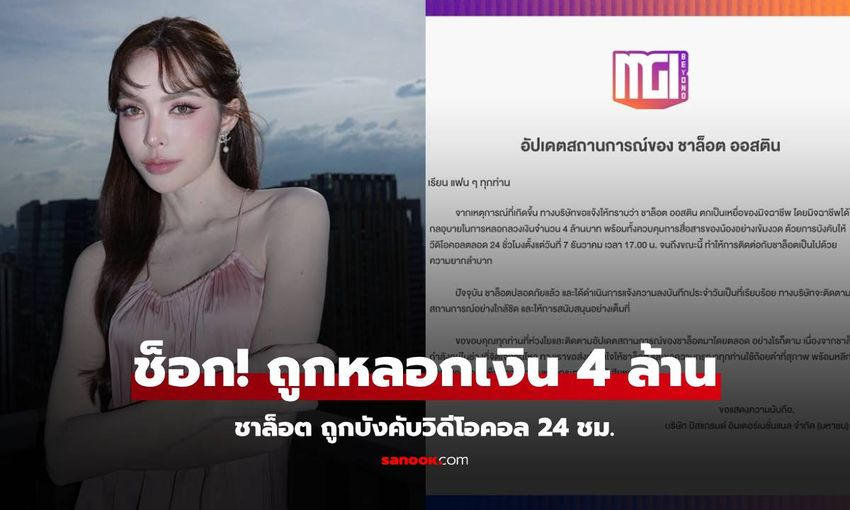 MGI
BEYOND
อัปเดตสถานการณ์ของ ชาล็อต ออสติน
เรียน แฟน ๆ ทุกท่าน
จากเหตุการณ์ที่เกิดขึ้น ทางบริษัทขอแจ้งให้ทราบว่า ชาล็อต ออสติน ตกเป็นเหยื่อของมิจฉาชีพ โดยมิจฉาชีพได้
กลอุบายในการหลอกลวงเงินจำนวน 4 ล้านบาท พร้อมทั้งควบคุมการสื่อสารของน้องอย่างเข้มงวด ด้วยการบังคับให้
วิดีโอคอลตลอด 24 ชั่วโมงตั้งแต่วันที่ 7 ธันวาคม เวลา 17.00 น. จนถึงขณะนี้ ทำให้การติดต่อกับชาล็อตเป็นไปด้วย
ความยากลำบาก
ปัจจุบัน ชาล็อตปลอดภัยแล้ว และได้ดำเนินการแจ้งความลงบันทึกประจำวันเป็นที่เรียบร้อย ทางบริษัทจะติดตาม
สถานการณ์อย่างใกล้ชิด และให้การสนับสนุนอย่างเต็มที่
ขอขอบคุณทุกท่านที่ห่วงใยและติดตามอัปเดตสถานการณ์ของชาล็อตมาโดยตลอด อย่างไรก็ตาม เนื่องจากชาล็
ช็อก! ถูกหลอกเงิน 4 ล้าน
ขอแสดงความนับถือ,
บริษัท มิสแกรนด์ อินเตอร์เนชั่นแนล จำกัด (มหาชน)
ชาล็อต ถูกบังคับวิดีโอคอล 24 ชม.
sanook.com